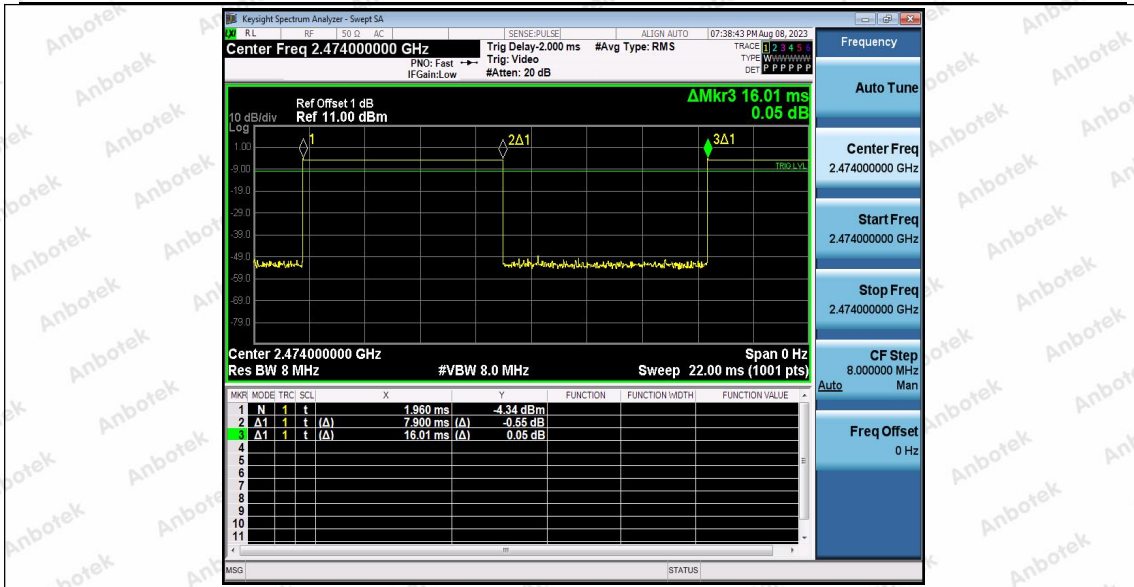 Keysight Spectrum Analyzer - Swept SA
LXI RL RF 50 Ω AC SENSE:PULSE ALIGN AUTO 07:38:43 PM Aug 08, 2023
Center Freq 2.474000000 GHz
Trig Delay-2.000 ms #Avg Type: RMS TRACE 1 2 3 4 5 6
PNO: Fast Trig: Video TYPE W
IFGain:Low #Atten: 20 dB DET P P P P P P
ΔMkr3 16.01 ms
0.05 dB
Ref Offset 1 dB
10 dB/div Ref 11.00 dBm
Log
1
2Δ1
3Δ1
1.00
TRIG LVL
-9.00
-19.0
-29.0
-39.0
-49.0
-59.0
-69.0
-79.0
Center 2.474000000 GHz Span 0 Hz
Res BW 8 MHz #VBW 8.0 MHz Sweep 22.00 ms (1001 pts)
MKR MODE TRC SCL X Y FUNCTION FUNCTION WIDTH FUNCTION VALUE
1 N 1 t 1.960 ms -4.34 dBm
2 Δ1 1 t (Δ) 7.900 ms (Δ) -0.55 dB
3 Δ1 1 t (Δ) 16.01 ms (Δ) 0.05 dB
4
5
6
7
8
9
10
11
MSG STATUS
Frequency
Auto Tune
Center Freq
2.474000000 GHz
Start Freq
2.474000000 GHz
Stop Freq
2.474000000 GHz
CF Step
8.000000 MHz
Auto Man
Freq Offset
0 Hz
Anbotek